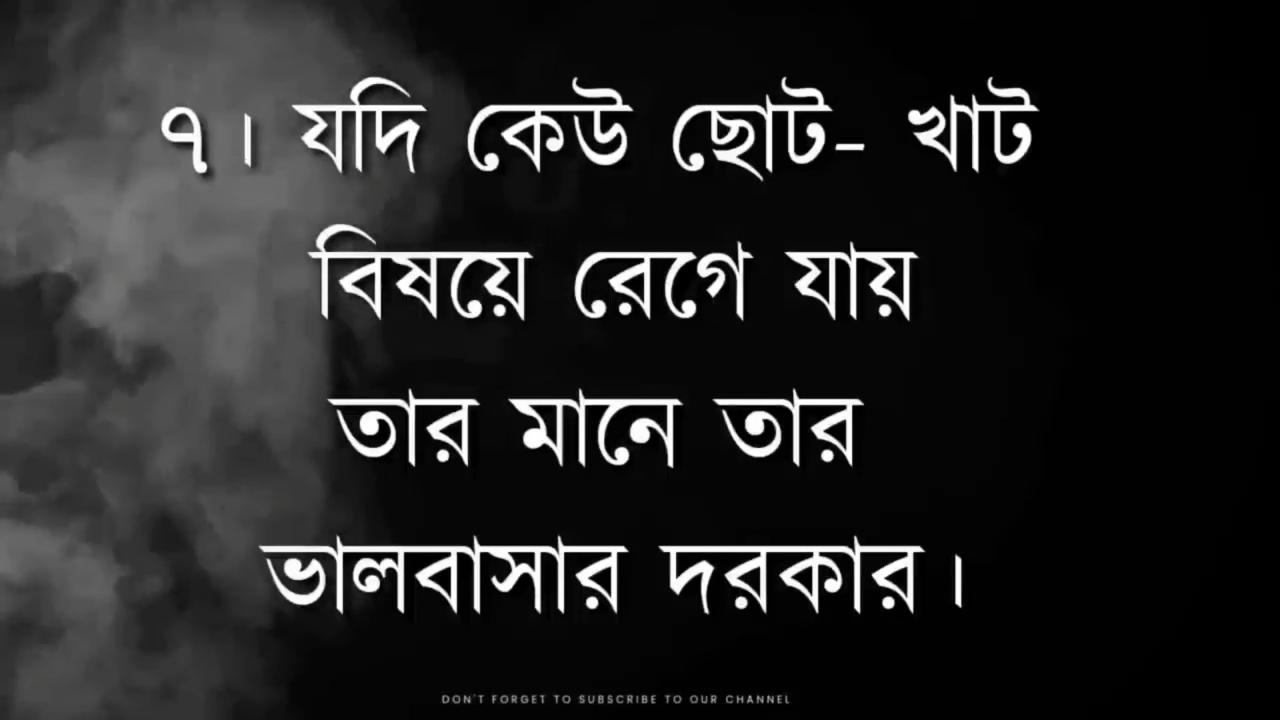 ৭। যদি কেউ ছোট- খাট
বিষয়ে রেগে যায়
তার মানে তার
ভালবাসার দরকার।
DON'T FORGET TO SUBSCRIBE TO OUR CHANNEL